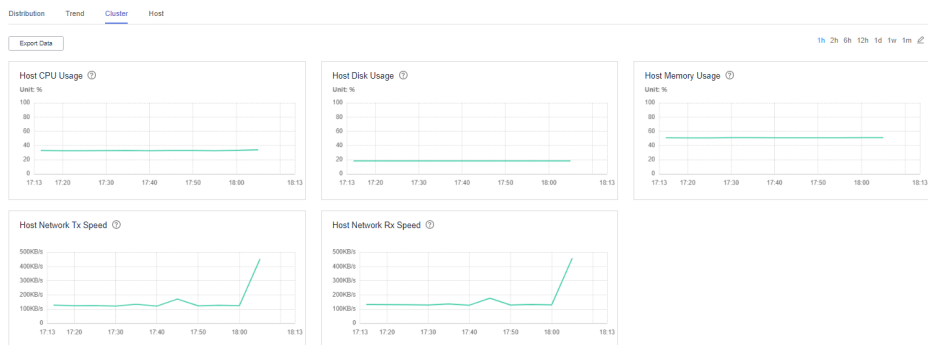 Distribution Trend Cluster Host
Export Data
1h 2h 6h 12h 1d 1w 1m
Host CPU Usage
Unit: %
100
80
60
40
20
0
17:13 17:20 17:30 17:40 17:50 18:00 18:13
Host Disk Usage
Unit: %
100
80
60
40
20
0
17:13 17:20 17:30 17:40 17:50 18:00 18:13
Host Memory Usage
Unit: %
100
80
60
40
20
0
17:13 17:20 17:30 17:40 17:50 18:00 18:13
Host Network Tx Speed
500KB/s
400KB/s
300KB/s
200KB/s
100KB/s
0
17:13 17:20 17:30 17:40 17:50 18:00 18:13
Host Network Rx Speed
500KB/s
400KB/s
300KB/s
200KB/s
100KB/s
0
17:13 17:20 17:30 17:40 17:50 18:00 18:13